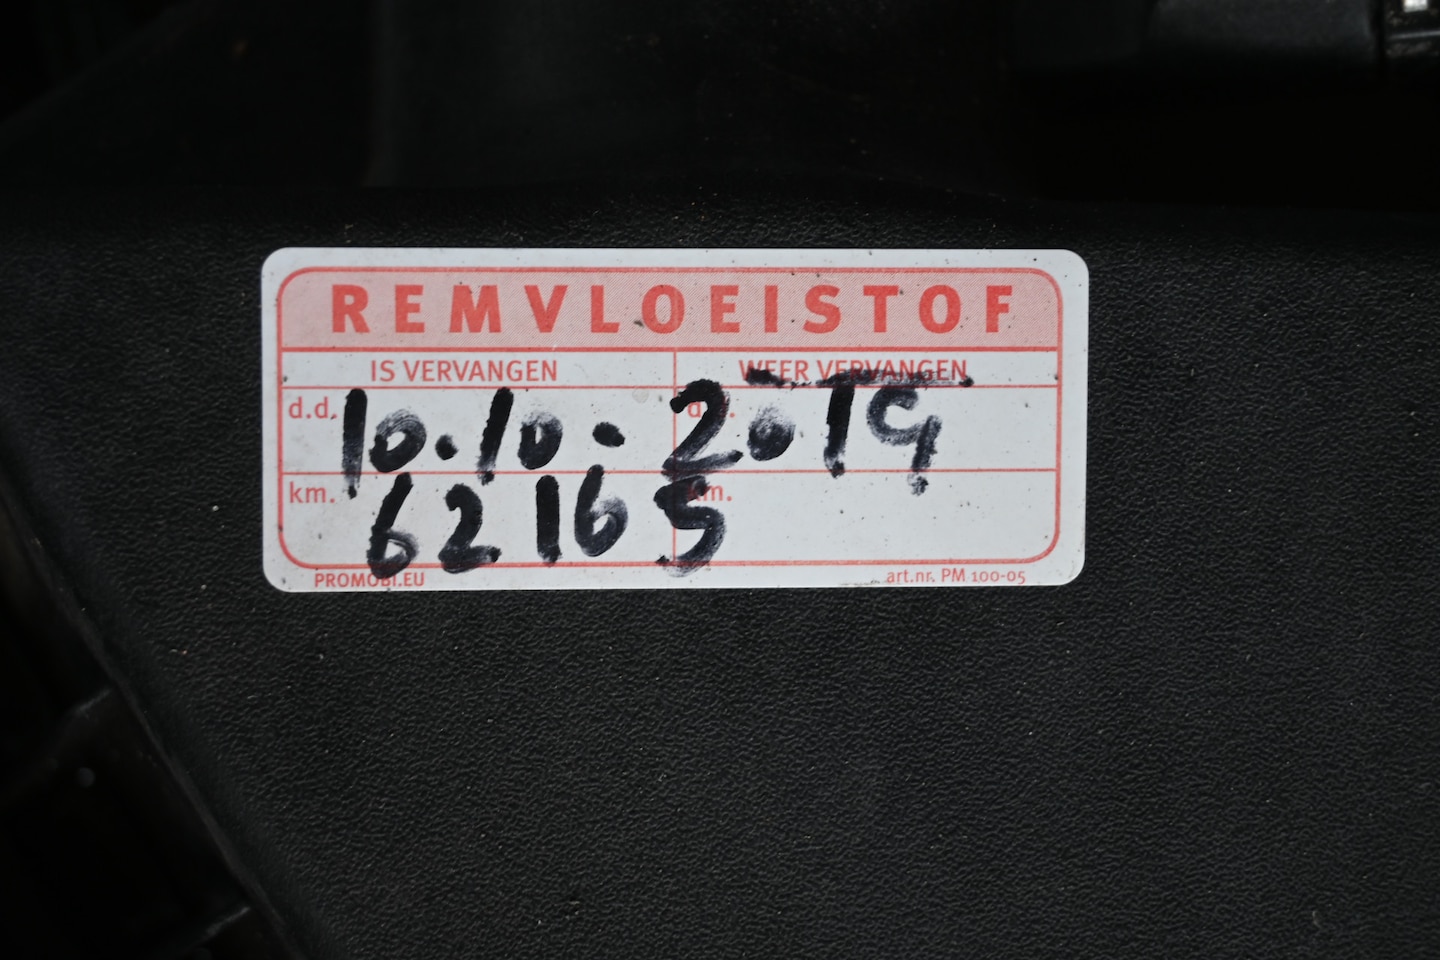 REMVLOEISTOF
IS VERVANGEN WEER VERVANGEN
d.d. 10.10.2019 d.d.
km. 62165 km.
PROMOBI.EU art.nr. PM 100-05